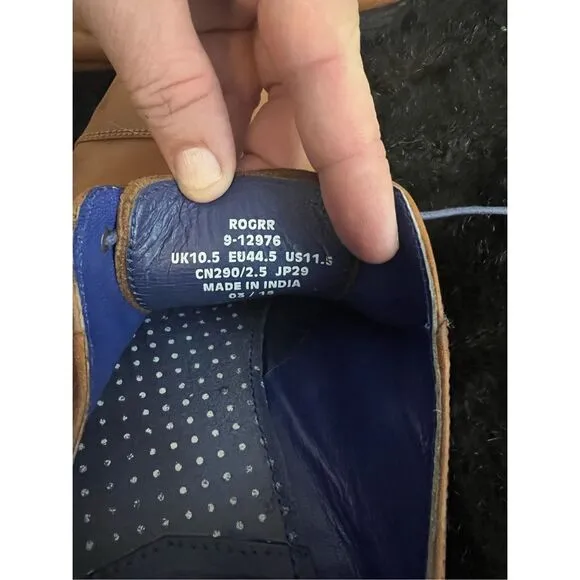 ROGRR
9-12976
UK10.5 EU44.5 US11.5
CN290/2.5 JP29
MADE IN INDIA